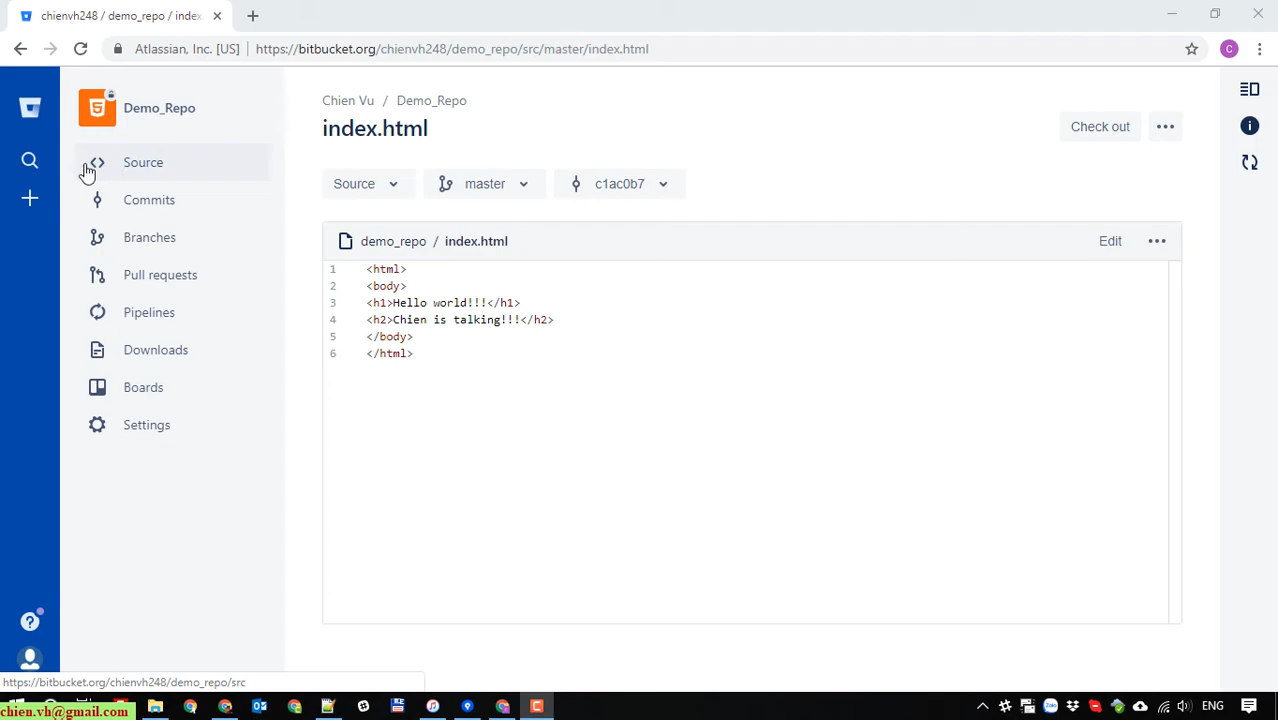 chienvh248 / demo_repo / index.
Atlassian, Inc. [US]
https://bitbucket.org/chienvh248/demo_repo/src/master/index.html
C
Demo_Repo
Source
Commits
Branches
Pull requests
Pipelines
Downloads
Boards
Settings
Chien Vu / Demo_Repo
index.html
Check out
Source
master
c1ac0b7
demo_repo / index.html
Edit
1 <html>
2 <body>
3 <h1>Hello world!!!</h1>
4 <h2>Chien is talking!!!</h2>
5 </body>
6 </html>
https://bitbucket.org/chienvh248/demo_repo/src
chien.vh@gmail.com
ENG